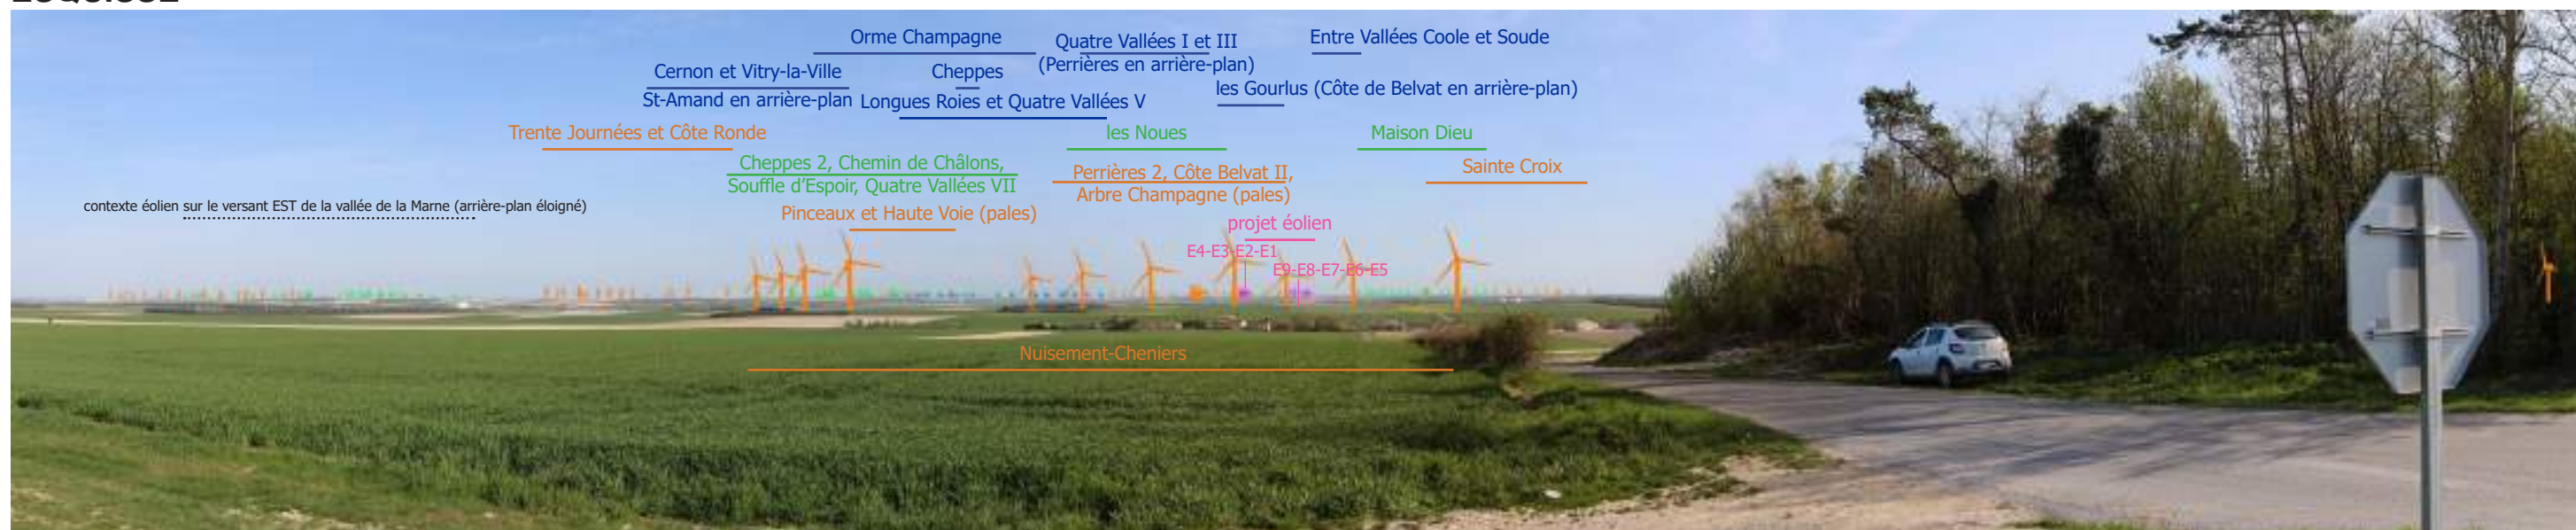 Orme Champagne
Quatre Vallées I et III
(Perrières en arrière-plan)
Entre Vallées Coole et Soude
Cernon et Vitry-la-Ville
St-Amand en arrière-plan
Cheppes
les Gourlus (Côte de Belvat en arrière-plan)
Longues Roies et Quatre Vallées V
Trente Journées et Côte Ronde
les Noues
Maison Dieu
Cheppes 2, Chemin de Châlons,
Souffle d'Espoir, Quatre Vallées VII
Perrières 2, Côte Belvat II,
Arbre Champagne (pales)
Sainte Croix
contexte éolien sur le versant EST de la vallée de la Marne (arrière-plan éloigné)
Pinceaux et Haute Voie (pales)
projet éolien
E4-E3-E2-E1
E9-E8-E7-E6-E5
Nuisement-Cheniers